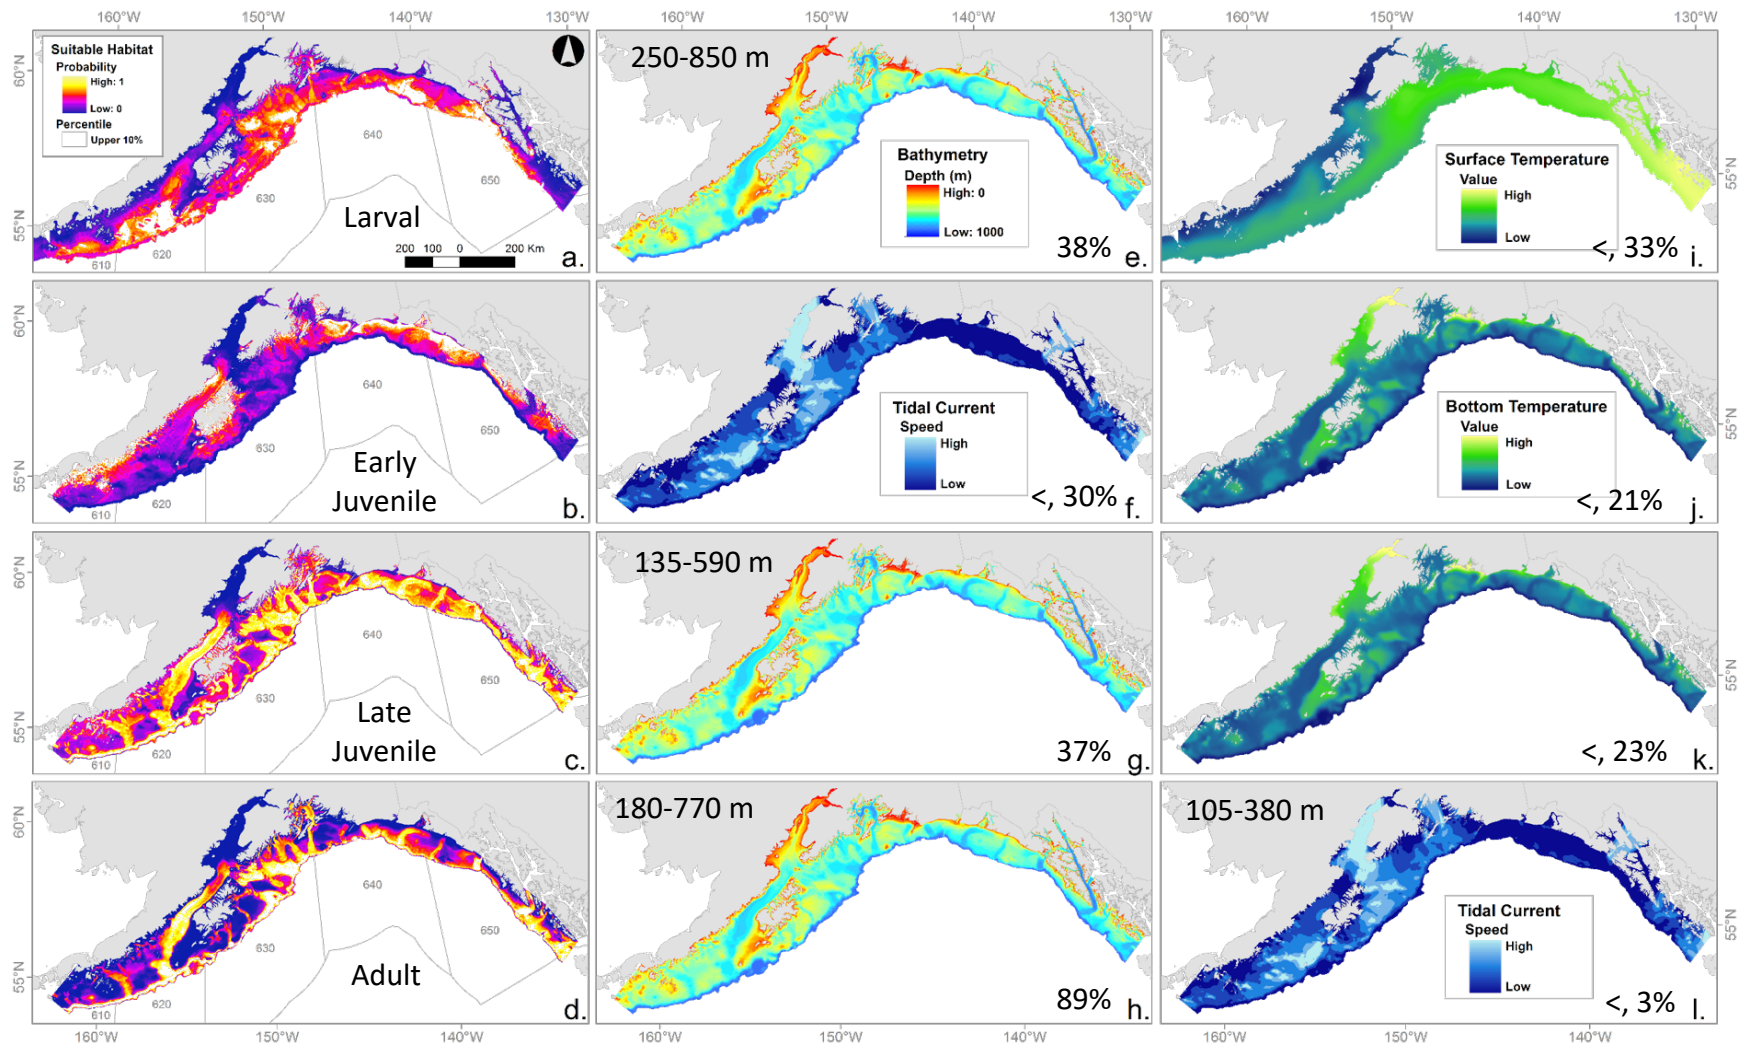 160°W 150°W 140°W 130°W 150°W 140°W 160°W 150°W 140°W 130°W
60°N
55°N
Suitable Habitat
Probability
High: 1
Low: 0
Percentile
Upper 10%
640
650
630
620
610
Larval
200 100 0 200 Km
a.
250-850 m
Bathymetry
Depth (m)
High: 0
Low: 1000
38%
e.
Surface Temperature
Value
High
Low
<, 33%
i.
55°N
60°N
55°N
640
650
630
620
610
Early
Juvenile
b.
Tidal Current
Speed
High
Low
<, 30%
f.
Bottom Temperature
Value
High
Low
<, 21%
j.
55°N
60°N
55°N
640
650
630
620
610
Late
Juvenile
c.
135-590 m
37%
g.
<, 23%
k.
55°N
60°N
55°N
640
650
630
620
610
Adult
d.
180-770 m
89%
h.
105-380 m
Tidal Current
Speed
High
Low
<, 3%
l.
55°N
160°W 150°W 140°W 160°W 150°W 140°W 160°W 150°W 140°W